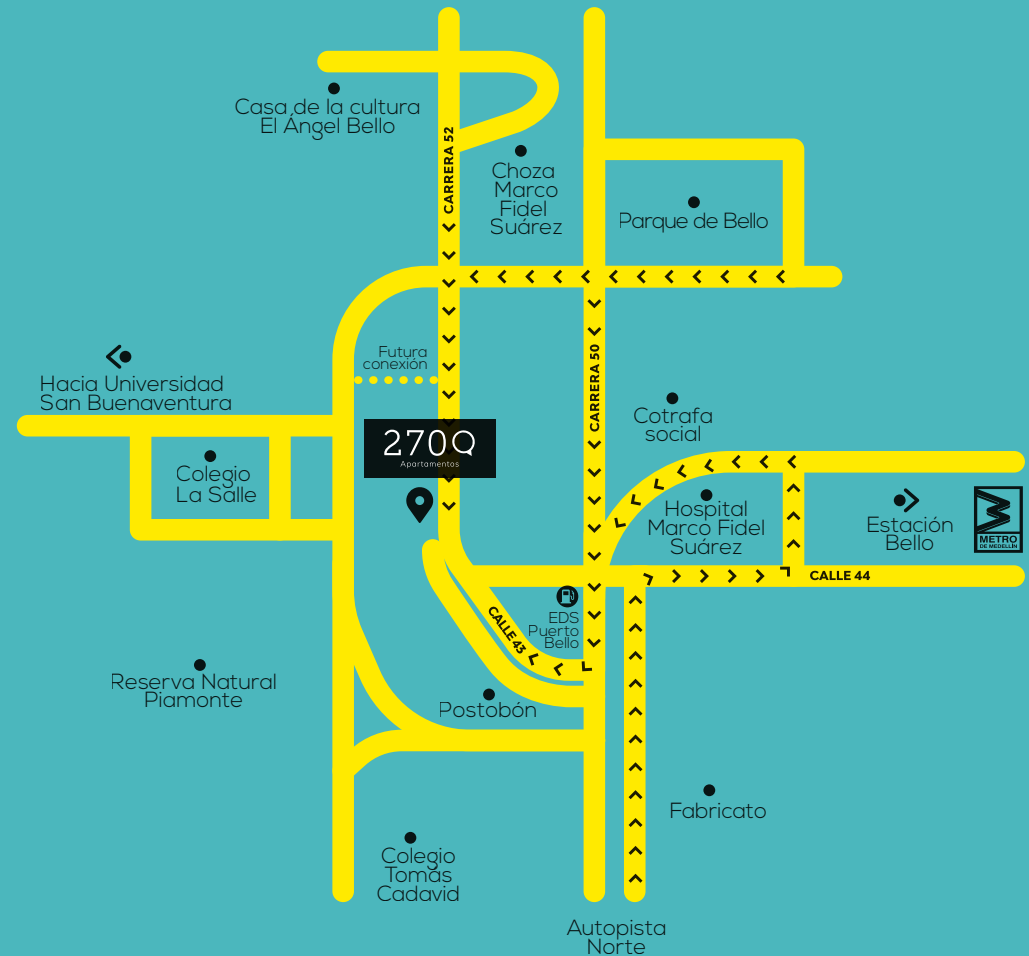 Casa de la cultura
El Ángel Bello
CARRERA 52
Choza
Marco
Fidel
Suárez
Parque de Bello
Futura
conexión
Hacia Universidad
San Buenaventura
CARRERA 50
Cotrafa
social
270Q
Apartamentos
Colegio
La Salle
Hospital
Marco Fidel
Suárez
Estación
Bello
METRO
DE MEDELLÍN
CALLE 44
EDS
Puerto
Bello
CALLE 43
Reserva Natural
Piamonte
Postobón
Fabricato
Colegio
Tomás
Cadavid
Autopista
Norte